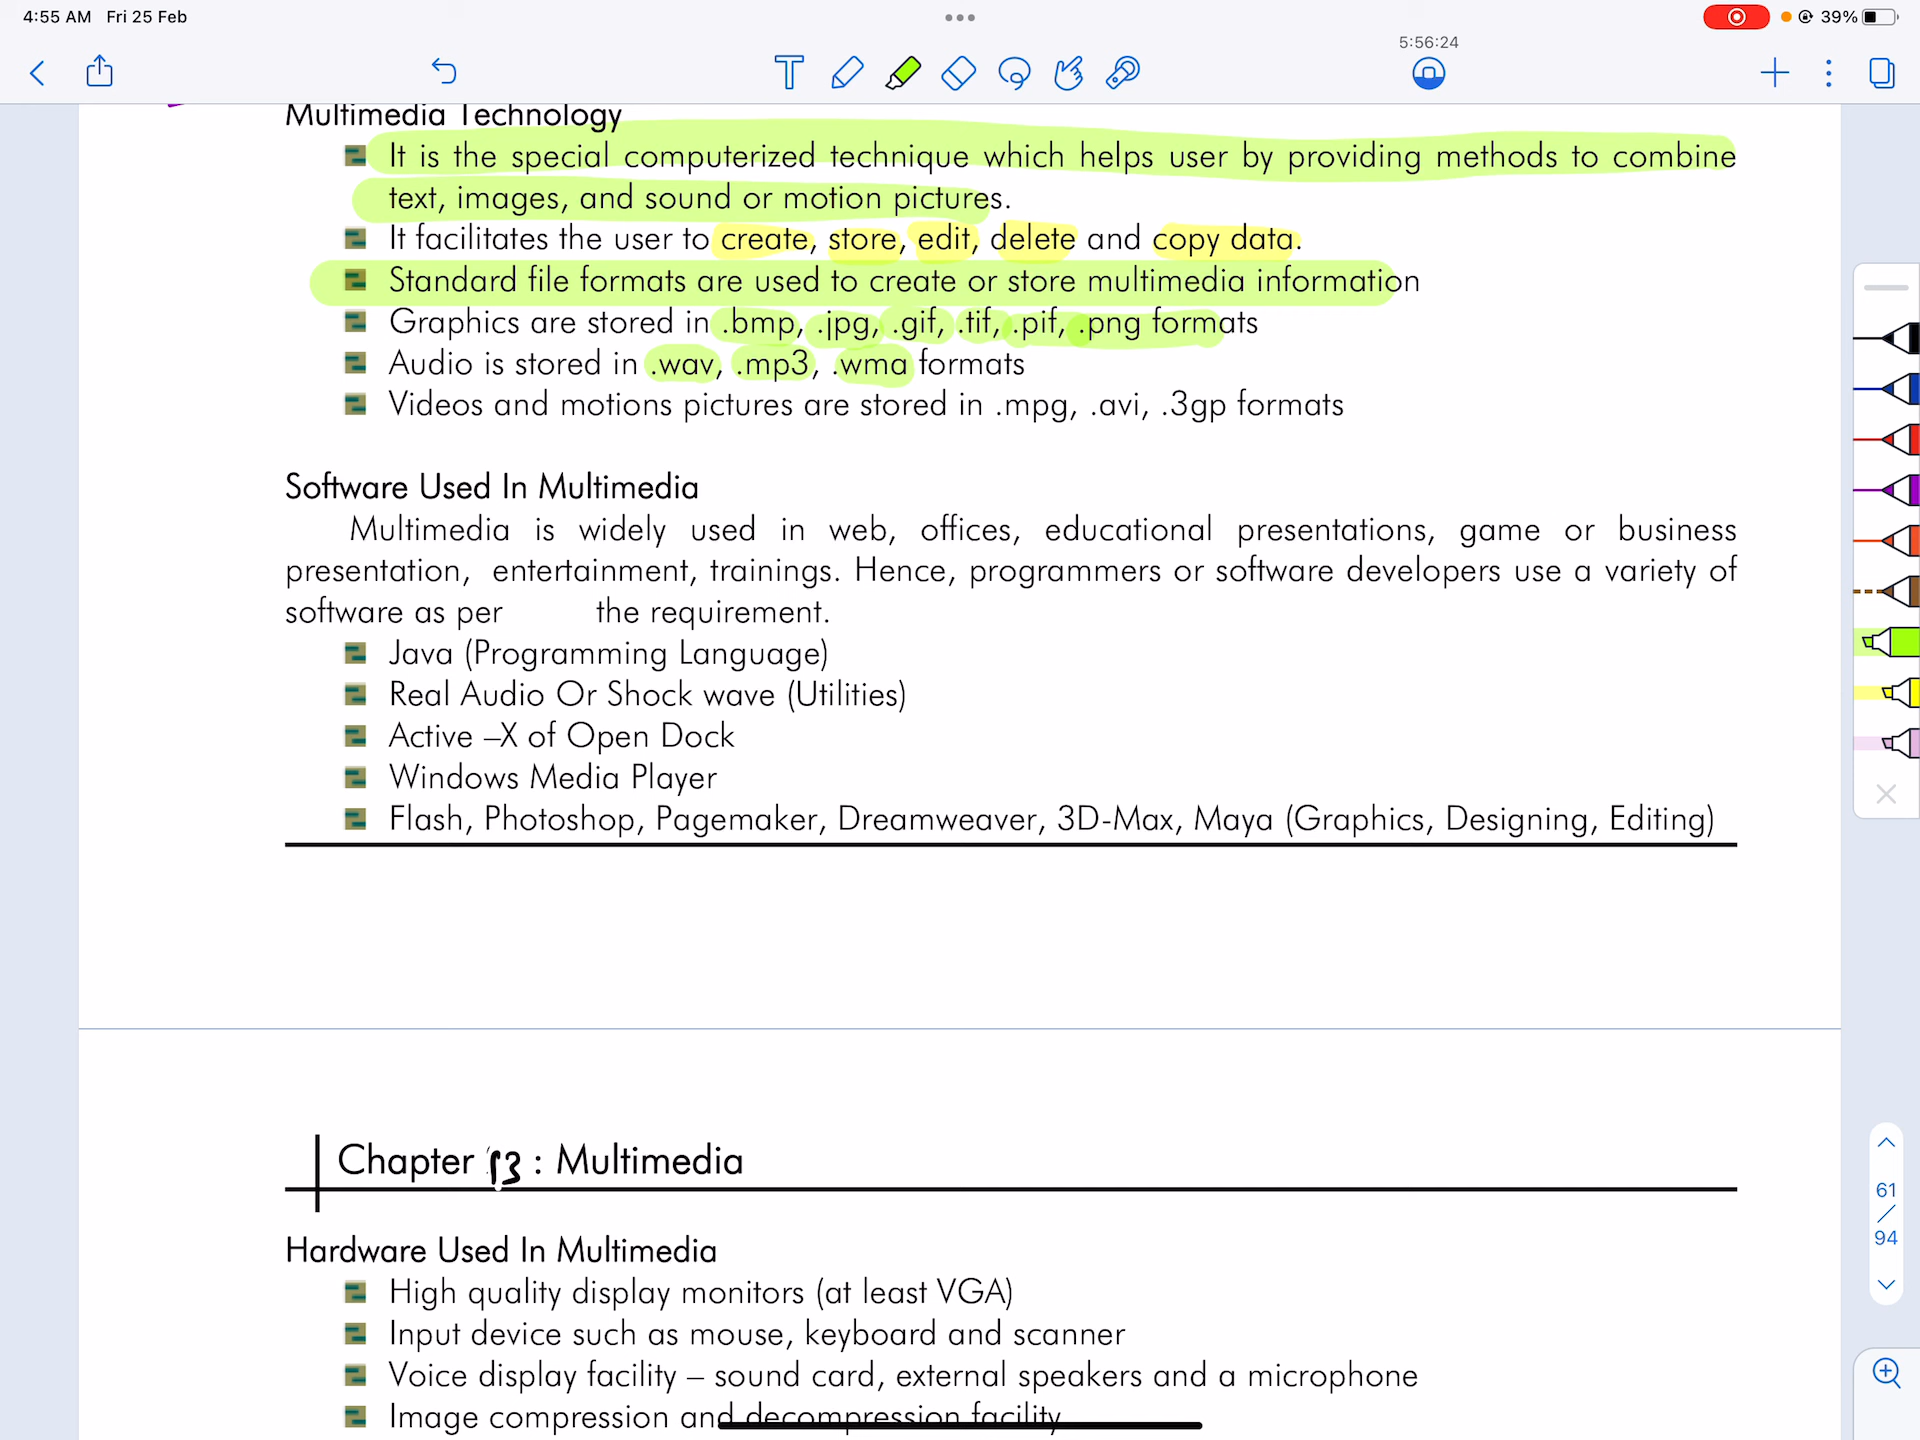 4:55 AM Fri 25 Feb
39%
5:56:24
Multimedia Technology
It is the special computerized technique which helps user by providing methods to combine
text, images, and sound or motion pictures.
It facilitates the user to create, store, edit, delete and copy data.
Standard file formats are used to create or store multimedia information
Graphics are stored in .bmp, .jpg, .gif, .tif, .pif, .png formats
Audio is stored in .wav, .mp3, .wma formats
Videos and motions pictures are stored in .mpg, .avi, .3gp formats
Software Used In Multimedia
Multimedia is widely used in web, offices, educational presentations, game or business
presentation, entertainment, trainings. Hence, programmers or software developers use a variety of
software as per the requirement.
Java (Programming Language)
Real Audio Or Shock wave (Utilities)
Active –X of Open Dock
Windows Media Player
Flash, Photoshop, Pagemaker, Dreamweaver, 3D-Max, Maya (Graphics, Designing, Editing)
Chapter 13 : Multimedia
61
/
94
Hardware Used In Multimedia
High quality display monitors (at least VGA)
Input device such as mouse, keyboard and scanner
Voice display facility – sound card, external speakers and a microphone
Image compression and decompression facility